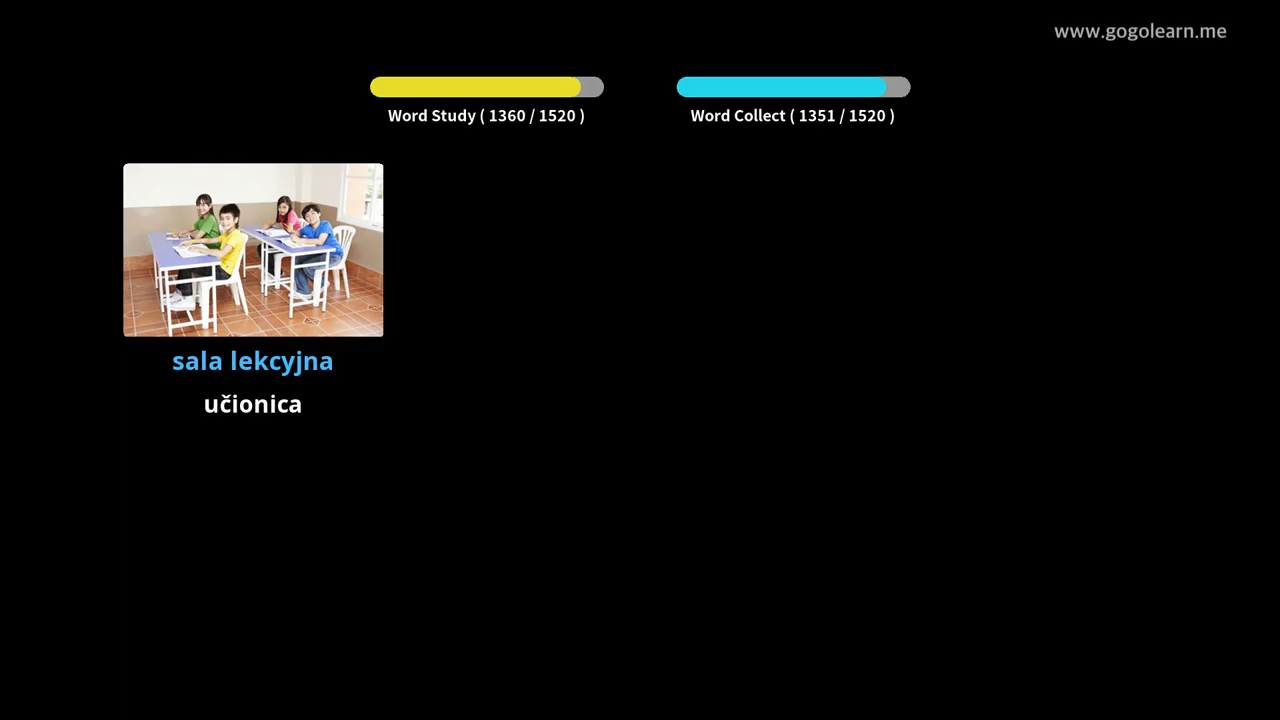 www.gogolearn.me
Word Study ( 1360 / 1520 )
Word Collect ( 1351 / 1520 )
sala lekcyjna
učionica